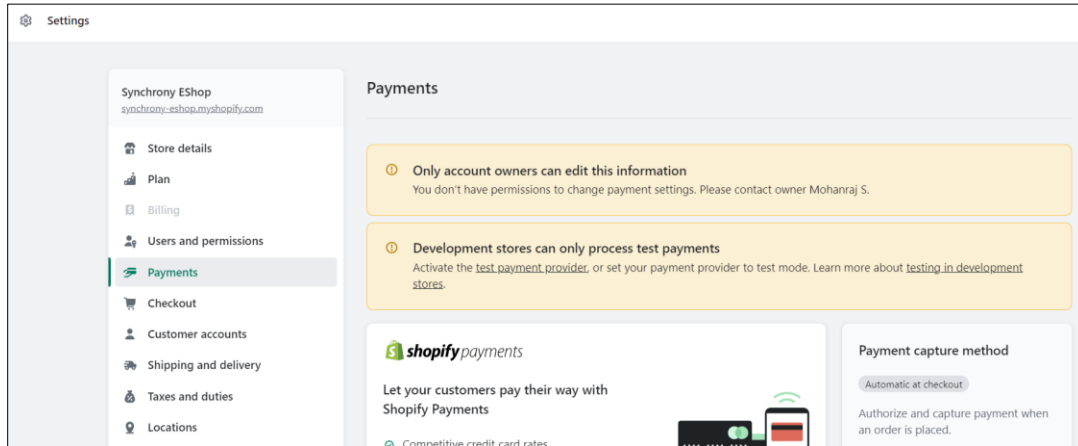 Settings
Synchrony EShop
synchrony-eshop.myshopify.com
Store details
Plan
Billing
Users and permissions
Payments
Checkout
Customer accounts
Shipping and delivery
Taxes and duties
Locations
Payments
Only account owners can edit this information
You don't have permissions to change payment settings. Please contact owner Mohanraj S.
Development stores can only process test payments
Activate the test payment provider, or set your payment provider to test mode. Learn more about testing in development
stores.
shopify payments
Let your customers pay their way with
Shopify Payments
Competitive credit card rates
Payment capture method
Automatic at checkout
Authorize and capture payment when
an order is placed.